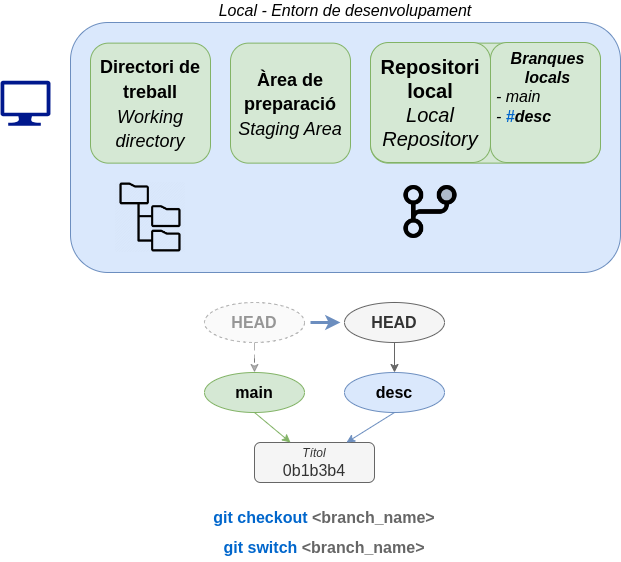 Local - Entorn de desenvolupament
Directori de
treball
Working
directory
Àrea de
preparació
Staging Area
Repositori
local
Local
Repository
Branques
locals
- main
- #desc
HEAD
HEAD
main
desc
Títol
0b1b3b4
git checkout <branch_name>
git switch <branch_name>